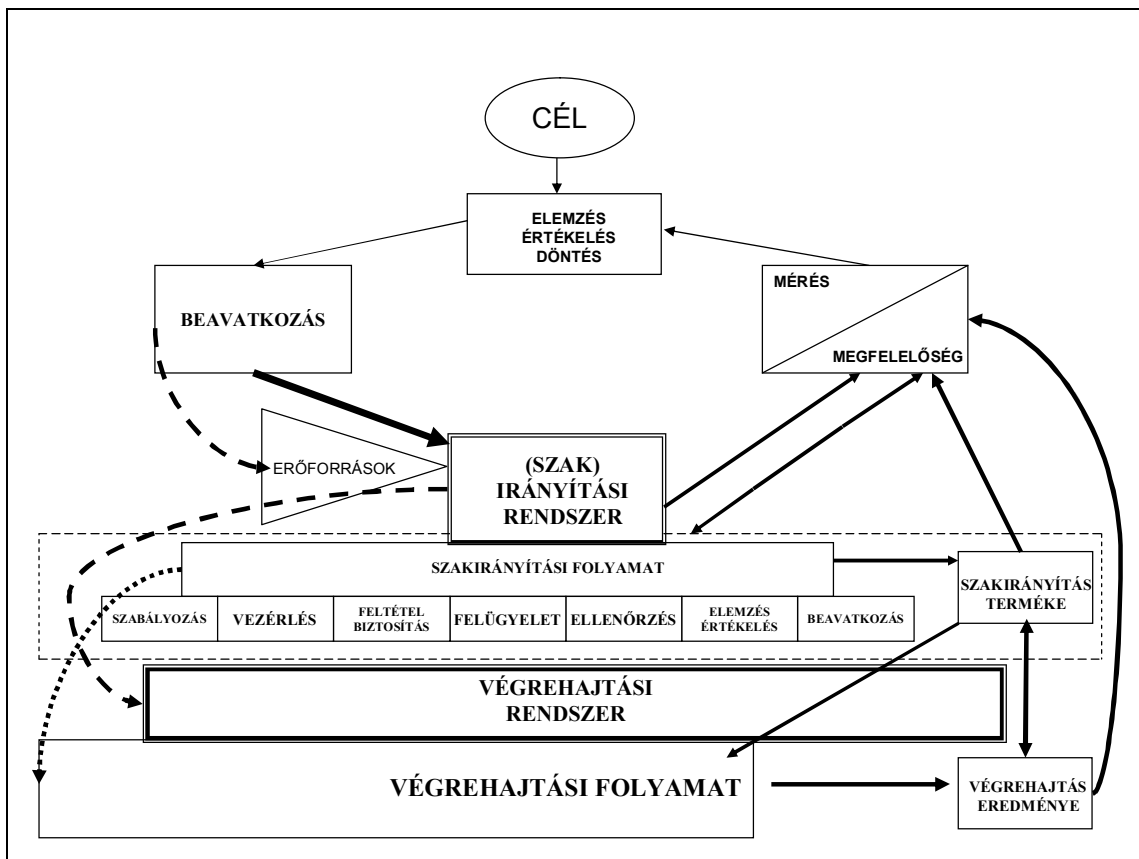 CÉL
ELEMZÉS
ÉRTÉKELÉS
DÖNTÉS
MÉRÉS
MEGFELELŐSÉG
BEAVATKOZÁS
ERŐFORRÁSOK
(SZAK)
IRÁNYÍTÁSI
RENDSZER
SZAKIRÁNYÍTÁSI FOLYAMAT
SZAKIRÁNYÍTÁS
TERMÉKE
SZABÁLYOZÁS
VEZÉRLÉS
FELTÉTEL
BIZTOSÍTÁS
FELÜGYELET
ELLENŐRZÉS
ELEMZÉS
ÉRTÉKELÉS
BEAVATKOZÁS
VÉGREHAJTÁSI
RENDSZER
VÉGREHAJTÁSI FOLYAMAT
VÉGREHAJTÁS
EREDMÉNYE